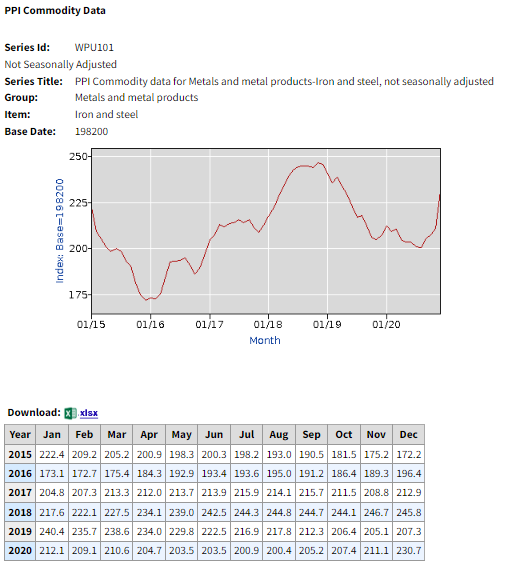 PPI Commodity Data
Series Id: WPU101
Not Seasonally Adjusted
Series Title: PPI Commodity data for Metals and metal products-Iron and steel, not seasonally adjusted
Group: Metals and metal products
Item: Iron and steel
Base Date: 198200
Index: Base=198200
250
225
200
175
01/15 01/16 01/17 01/18 01/19 01/20
Month
Download: xlsx
Year Jan Feb Mar Apr May Jun Jul Aug Sep Oct Nov Dec
2015 222.4 209.2 205.2 200.9 198.3 200.3 198.2 193.0 190.5 181.5 175.2 172.2
2016 173.1 172.7 175.4 184.3 192.9 193.4 193.6 195.0 191.2 186.4 189.3 196.4
2017 204.8 207.3 213.3 212.0 213.7 213.9 215.9 214.1 215.7 211.5 208.8 212.9
2018 217.6 222.1 227.5 234.1 239.0 242.5 244.3 244.8 244.7 244.1 246.7 245.8
2019 240.4 235.7 238.6 234.0 229.8 222.5 216.9 217.8 212.3 206.4 205.1 207.3
2020 212.1 209.1 210.6 204.7 203.5 203.5 200.9 200.4 205.2 207.4 211.1 230.7